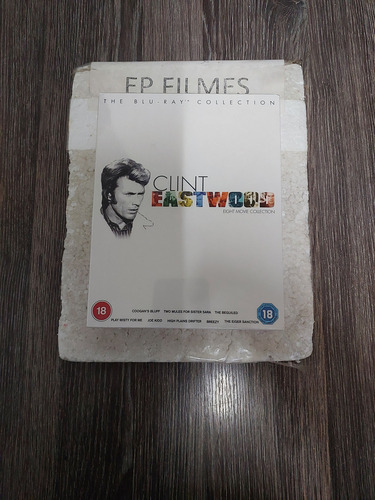 EP FILMES
THE BLU-RAY COLLECTION
CLINT
EASTWOOD
EIGHT MOVIE COLLECTION
COOGAN'S BLUFF TWO MULES FOR SISTER SARA THE BEGUILED
18
PLAY MISTY FOR ME JOE KIDD HIGH PLAINS DRIFTER BREEZY THE EIGER SANCTION
18